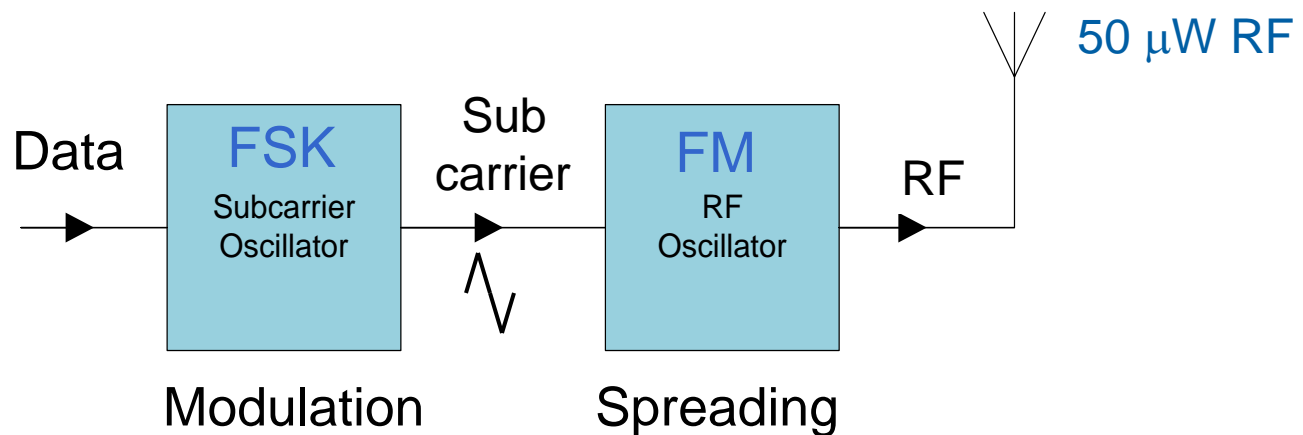 Data
FSK
Subcarrier
Oscillator
Modulation
Sub
carrier
FM
RF
Oscillator
Spreading
RF
50 μW RF